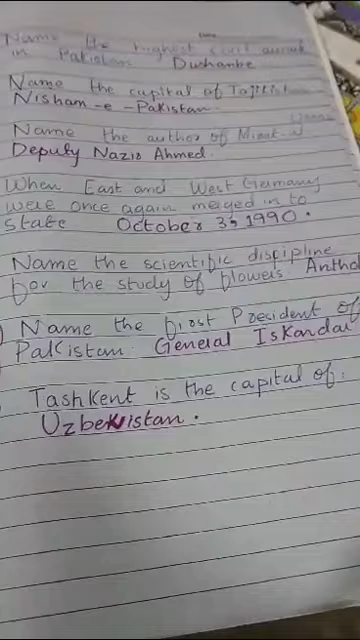 Name the highest civil award
in Pakistan Dushanbe
Name the capital of Tajiki
Nisham-e-Pakistan
Name the author of Mirat-ul
Deputy Nazir Ahmed.
When East and West Germany
were once again merged in to
State October 3, 1990.
Name the scientific discipline
for the study of flowers Antho
Name the first President of
Pakistan: General Iskandar
Tashkent is the capital of:
Uzbekistan.